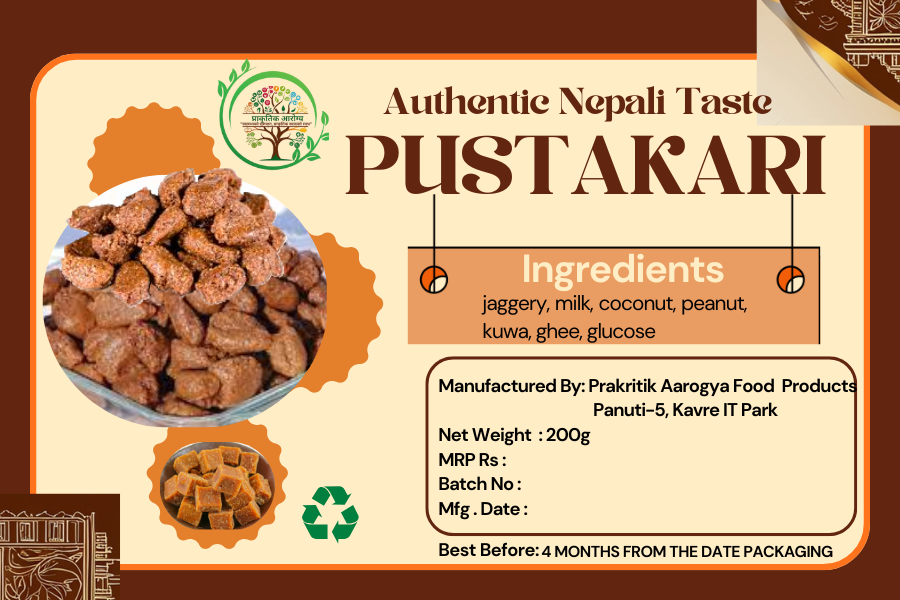 प्राकृतिक आरोग्य
Authentic Nepali Taste
PUSTAKARI
Ingredients
jaggery, milk, coconut, peanut,
kuwa, ghee, glucose
Manufactured By: Prakritik Aarogya Food Products
Panuti-5, Kavre IT Park
Net Weight : 200g
MRP Rs :
Batch No :
Mfg . Date :
Best Before: 4 MONTHS FROM THE DATE PACKAGING